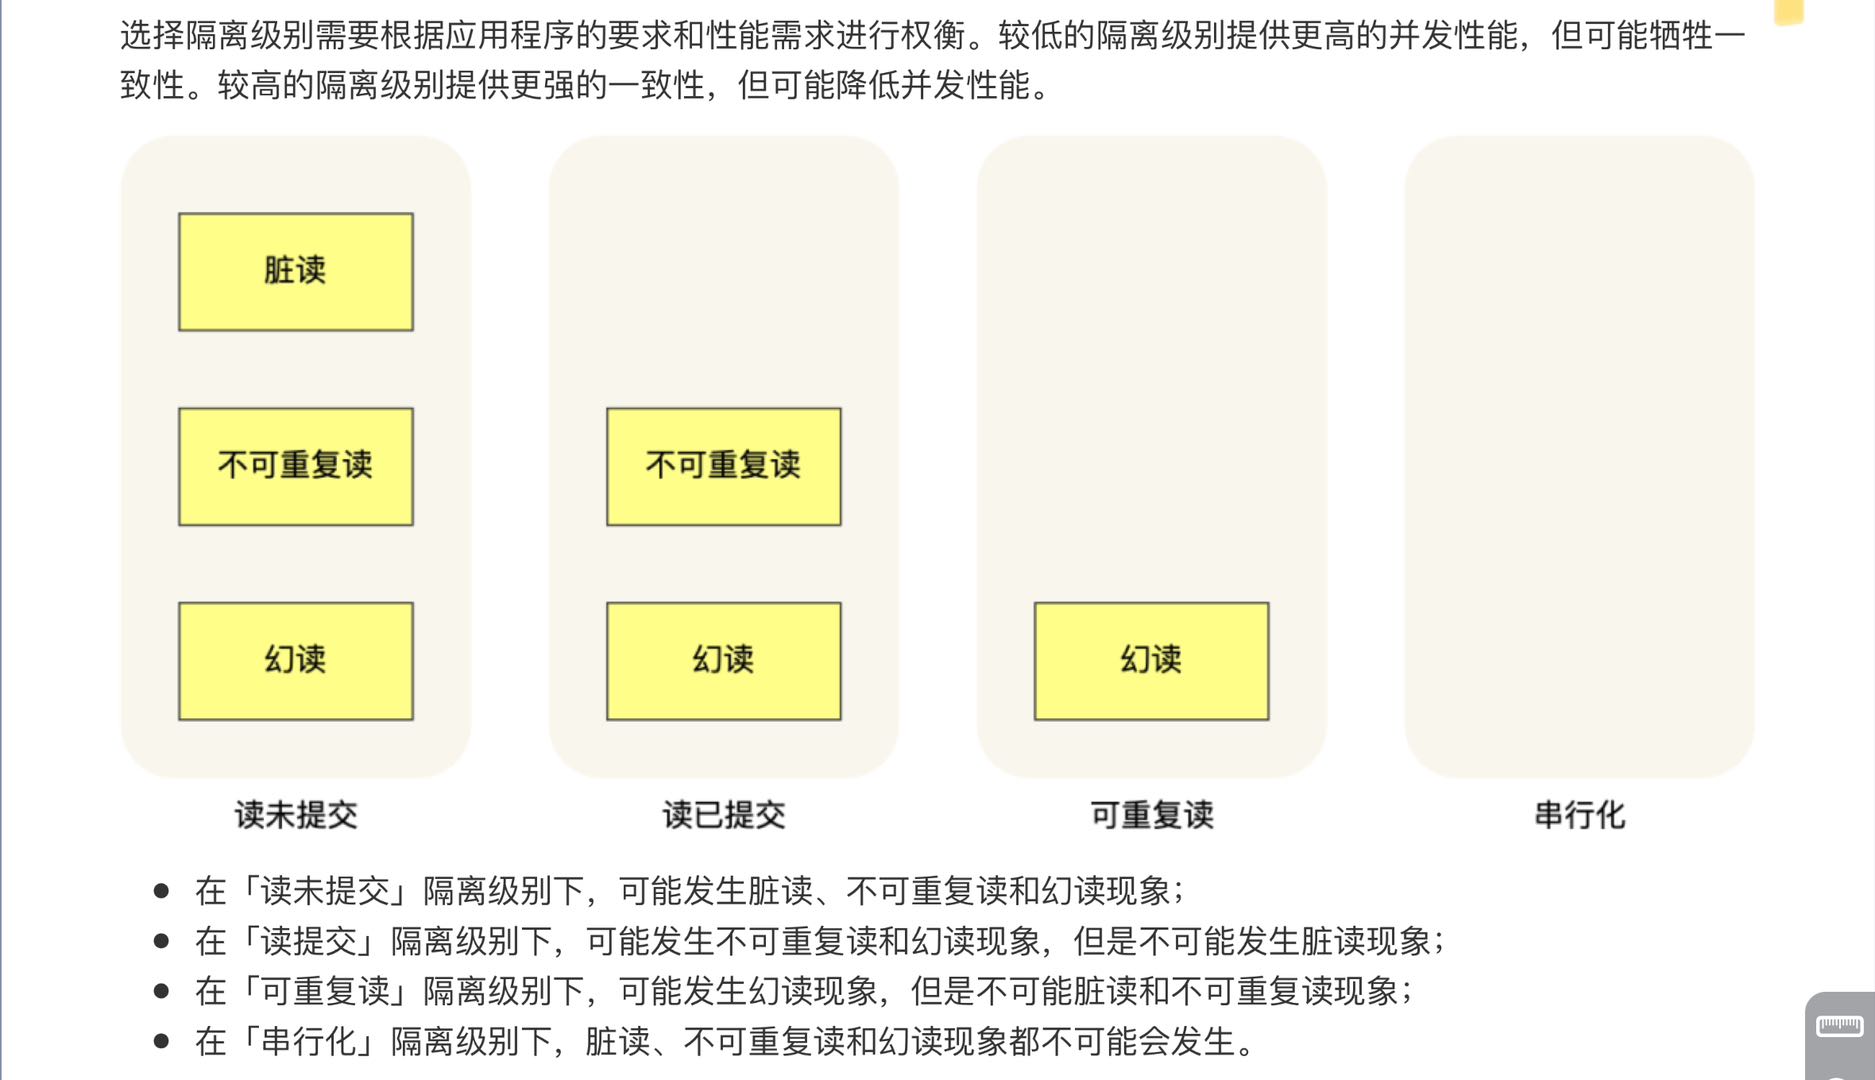 选择隔离级别需要根据应用程序的要求和性能需求进行权衡。较低的隔离级别提供更高的并发性能，但可能牺牲一
致性。较高的隔离级别提供更强的一致性，但可能降低并发性能。
脏读
不可重复读
不可重复读
幻读
幻读
幻读
读未提交
读已提交
可重复读
串行化
在「读未提交」隔离级别下，可能发生脏读、不可重复读和幻读现象；
在「读提交」隔离级别下，可能发生不可重复读和幻读现象，但是不可能发生脏读现象；
在「可重复读」隔离级别下，可能发生幻读现象，但是不可能脏读和不可重复读现象；
在「串行化」隔离级别下，脏读、不可重复读和幻读现象都不可能会发生。